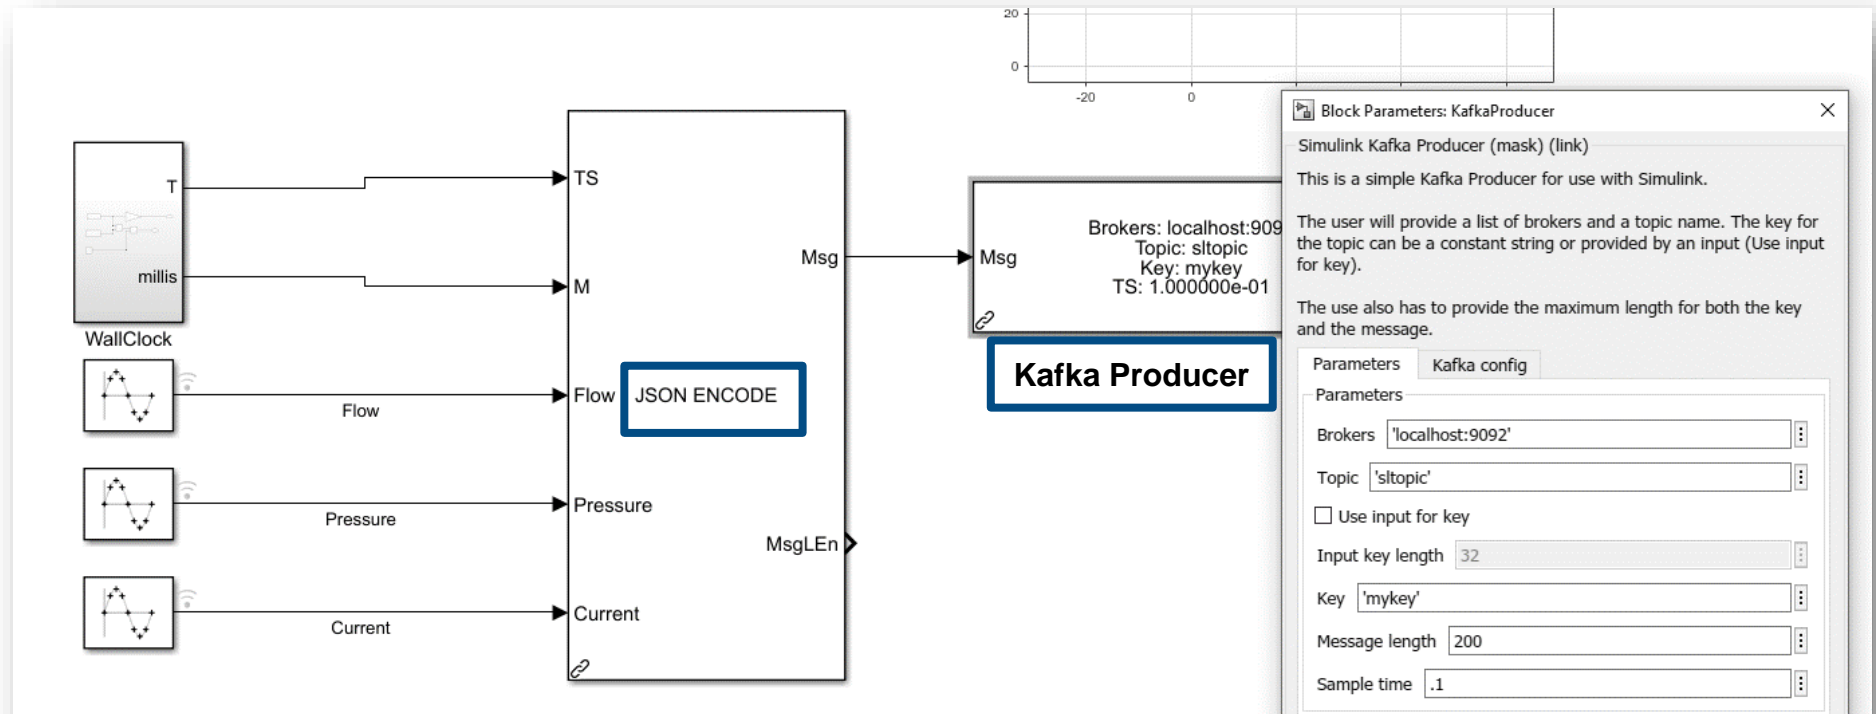 20
0
-20
0
T
millis
WallClock
Flow
Pressure
Current
TS
M
Flow
JSON ENCODE
Pressure
Current
Msg
MsgLEn
Msg
Brokers: localhost:909
Topic: sltopic
Key: mykey
TS: 1.000000e-01
Kafka Producer
Block Parameters: KafkaProducer
Simulink Kafka Producer (mask) (link)
This is a simple Kafka Producer for use with Simulink.
The user will provide a list of brokers and a topic name. The key for
the topic can be a constant string or provided by an input (Use input
for key).
The use also has to provide the maximum length for both the key
and the message.
Parameters
Kafka config
Parameters
Brokers 'localhost:9092'
Topic 'sltopic'
Use input for key
Input key length 32
Key 'mykey'
Message length 200
Sample time .1